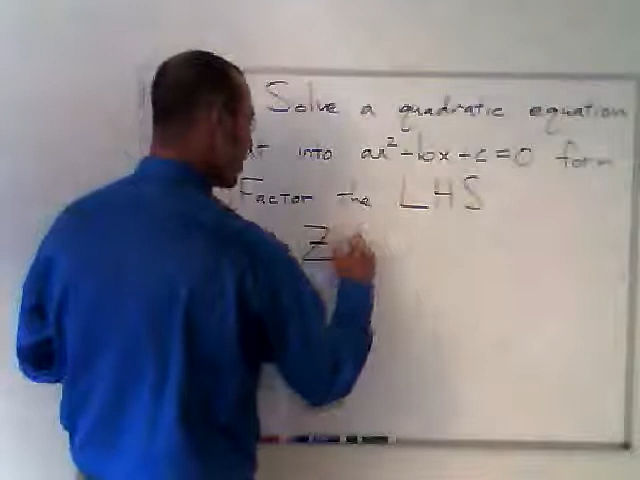 Solve a quadratic equation
into ax²+bx+c=0 form
Factor the LHS
Z